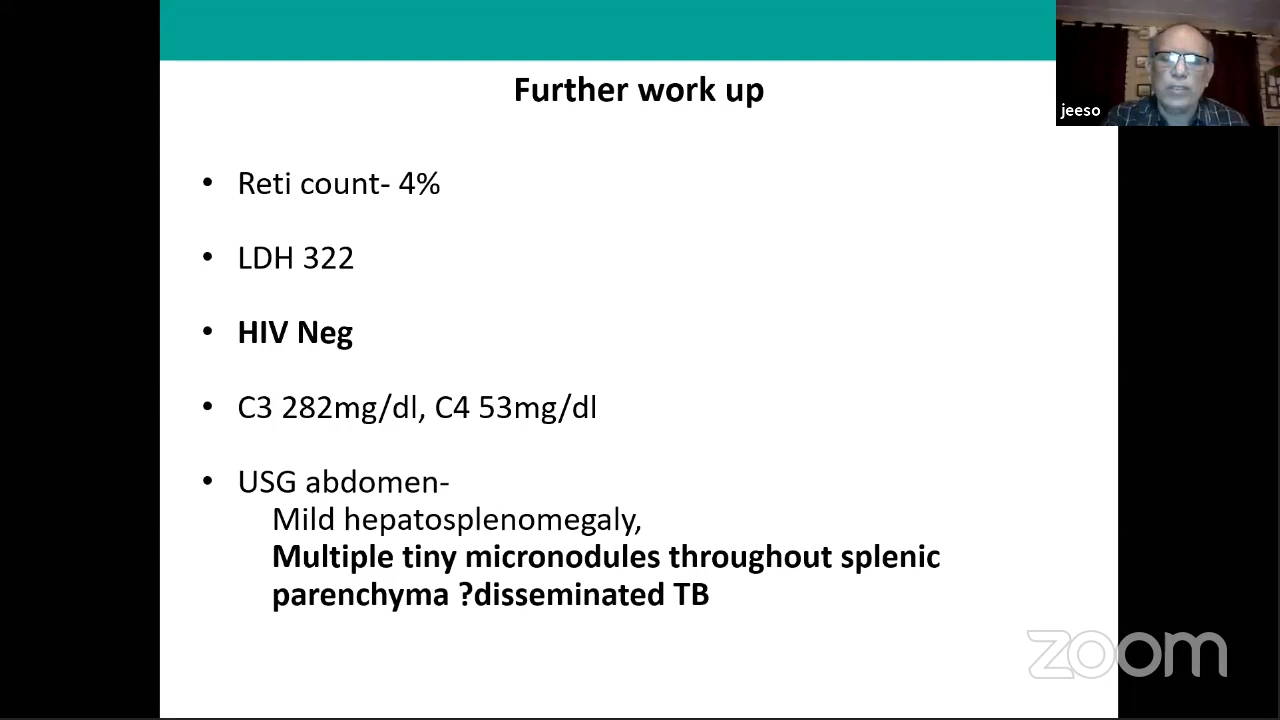 Further work up
jeeso
• Reti count- 4%
• LDH 322
• HIV Neg
• C3 282mg/dl, C4 53mg/dl
• USG abdomen-
Mild hepatosplenomegaly,
Multiple tiny micronodules throughout splenic
parenchyma ?disseminated TB
zoom